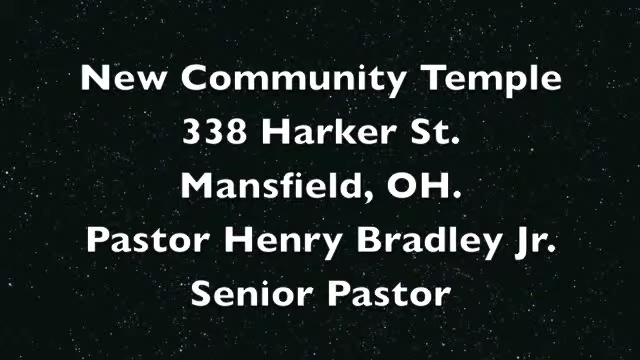 New Community Temple
338 Harker St.
Mansfield, OH.
Pastor Henry Bradley Jr.
Senior Pastor